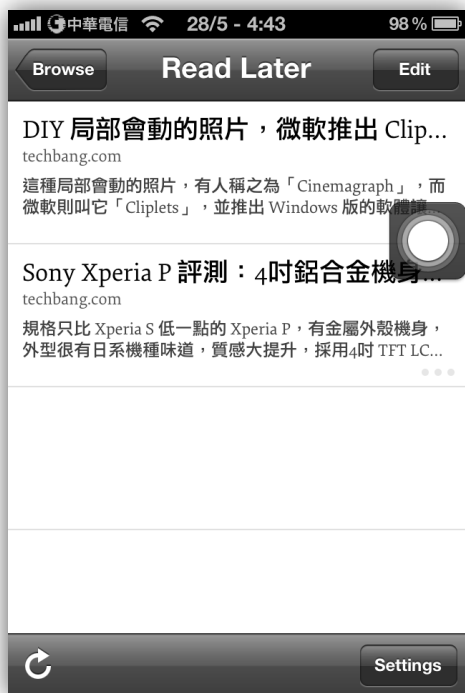 中華電信 28/5 - 4:43 98%
Browse Read Later Edit
DIY 局部會動的照片，微軟推出 Clip...
techbang.com
這種局部會動的照片，有人稱之為「Cinemagraph」，而
微軟則叫它「Cliplets」，並推出 Windows 版的軟體讓...
Sony Xperia P 評測：4吋鋁合金機身...
techbang.com
規格只比 Xperia S 低一點的 Xperia P，有金屬外殼機身，
外型很有日系機種味道，質感大提升，採用4吋 TFT LC...
Settings